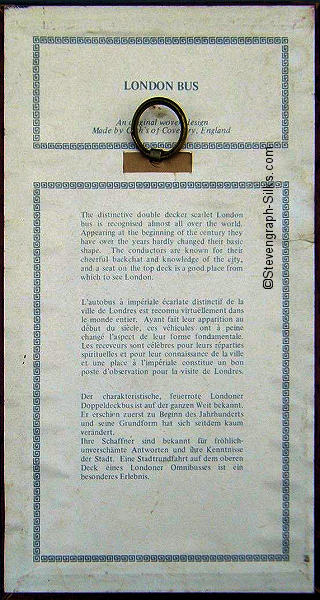 LONDON BUS
An original woven design
Made by Cash's of Coventry, England
The distinctive double decker scarlet London
bus is recognised almost all over the world.
Appearing at the beginning of the century they
have over the years hardly changed their basic
shape. The conductors are known for their
cheerful backchat and knowledge of the city,
and a seat on the top deck is a good place from
which to see London.
L'autobus à impériale écarlate distinctif de la
ville de Londres est reconnu virtuellement dans
le monde entier. Ayant fait leur apparition au
début du siècle, ces véhicules ont à peine
changé l'aspect de leur forme fondamentale.
Les receveurs sont célèbres pour leurs réparties
spirituelles et pour leur connaissance de la ville
et une place à l'impériale constitue un bon
poste d'observation pour la visite de Londres.
Der charakteristische, feuerrote Londoner
Doppeldeckbus ist auf der ganzen Welt bekannt.
Er erschien zuerst zu Beginn des Jahrhunderts
und seine Grundform hat sich seitdem kaum
verändert.
Ihre Schaffner sind bekannt für fröhlich-
unverschämte Antworten und ihre Kenntnisse
der Stadt. Eine Stadtrundfahrt auf dem oberen
Deck eines Londoner Omnibusses ist ein
besonderes Erlebnis.
©Stevengraph-Silks.com